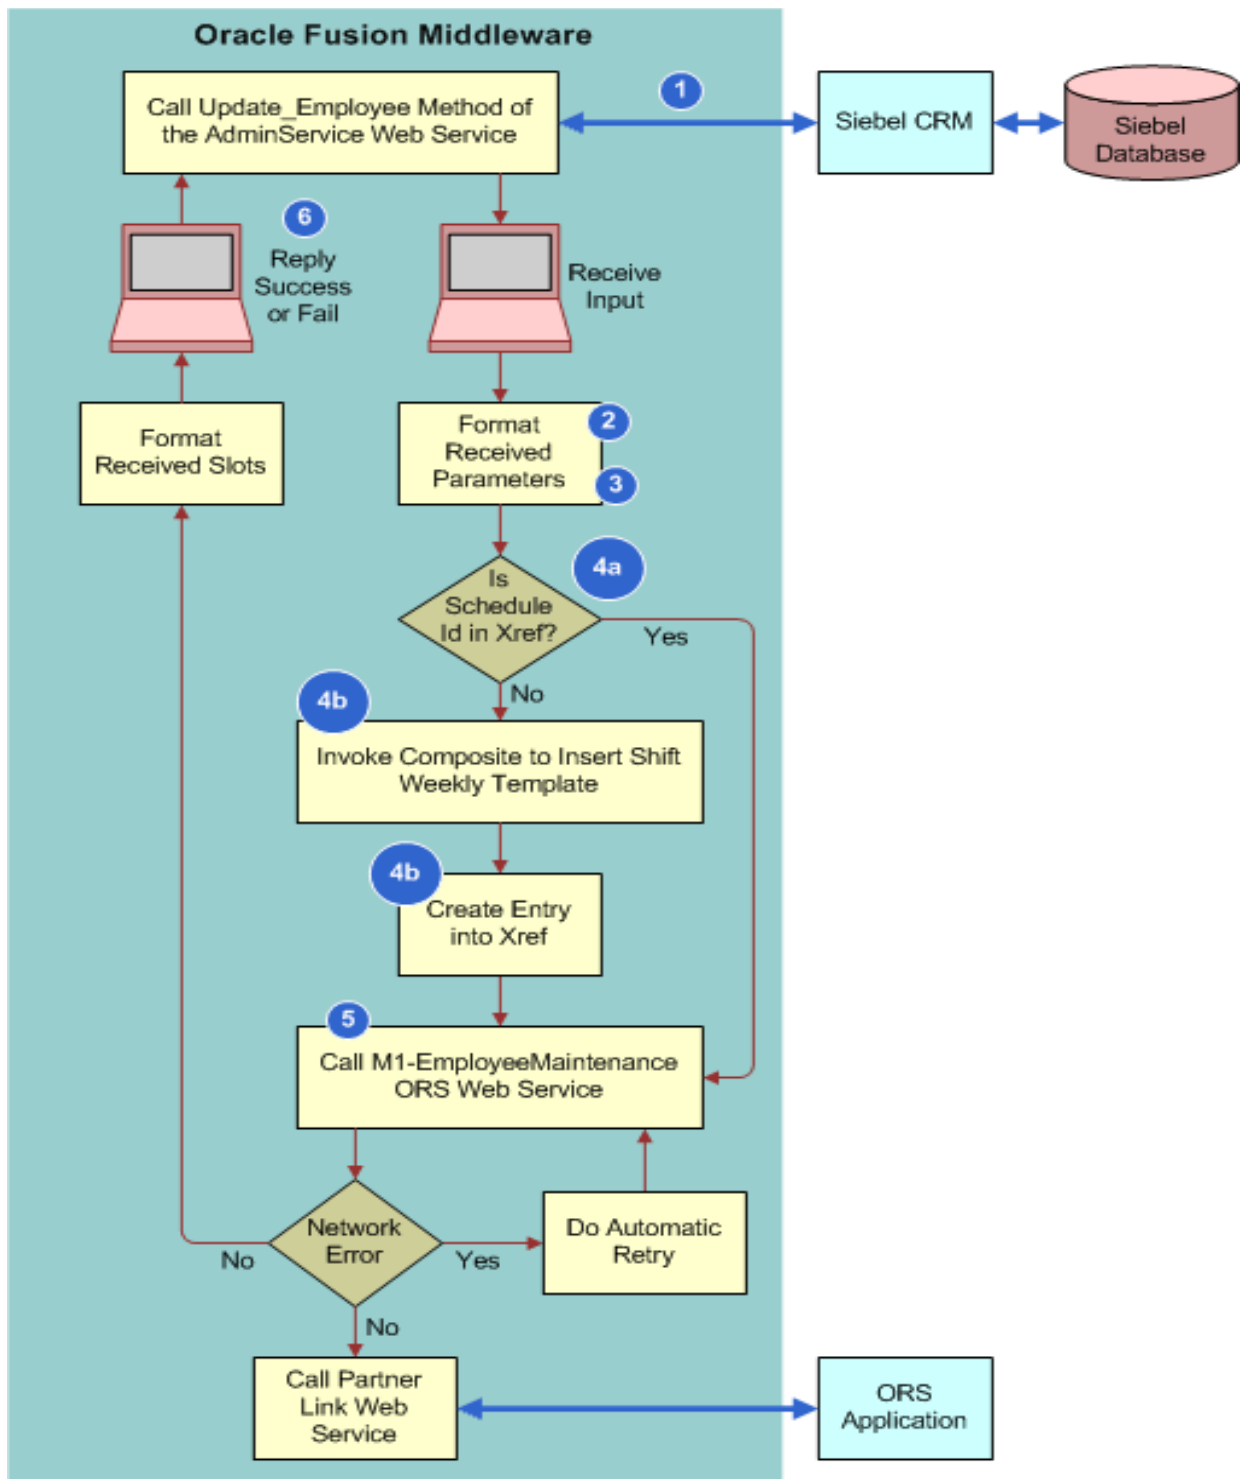 Oracle Fusion Middleware
Call Update_Employee Method of
the AdminService Web Service
1
Siebel CRM
Siebel
Database
6
Reply
Success
or Fail
Receive
Input
Format
Received Slots
Format
Received
Parameters
2
3
4a
Is
Schedule
Id in Xref?
Yes
No
4b
Invoke Composite to Insert Shift
Weekly Template
4b
Create Entry
into Xref
5
Call M1-EmployeeMaintenance
ORS Web Service
Network
Error
No
Yes
Do Automatic
Retry
No
Call Partner
Link Web
Service
ORS
Application